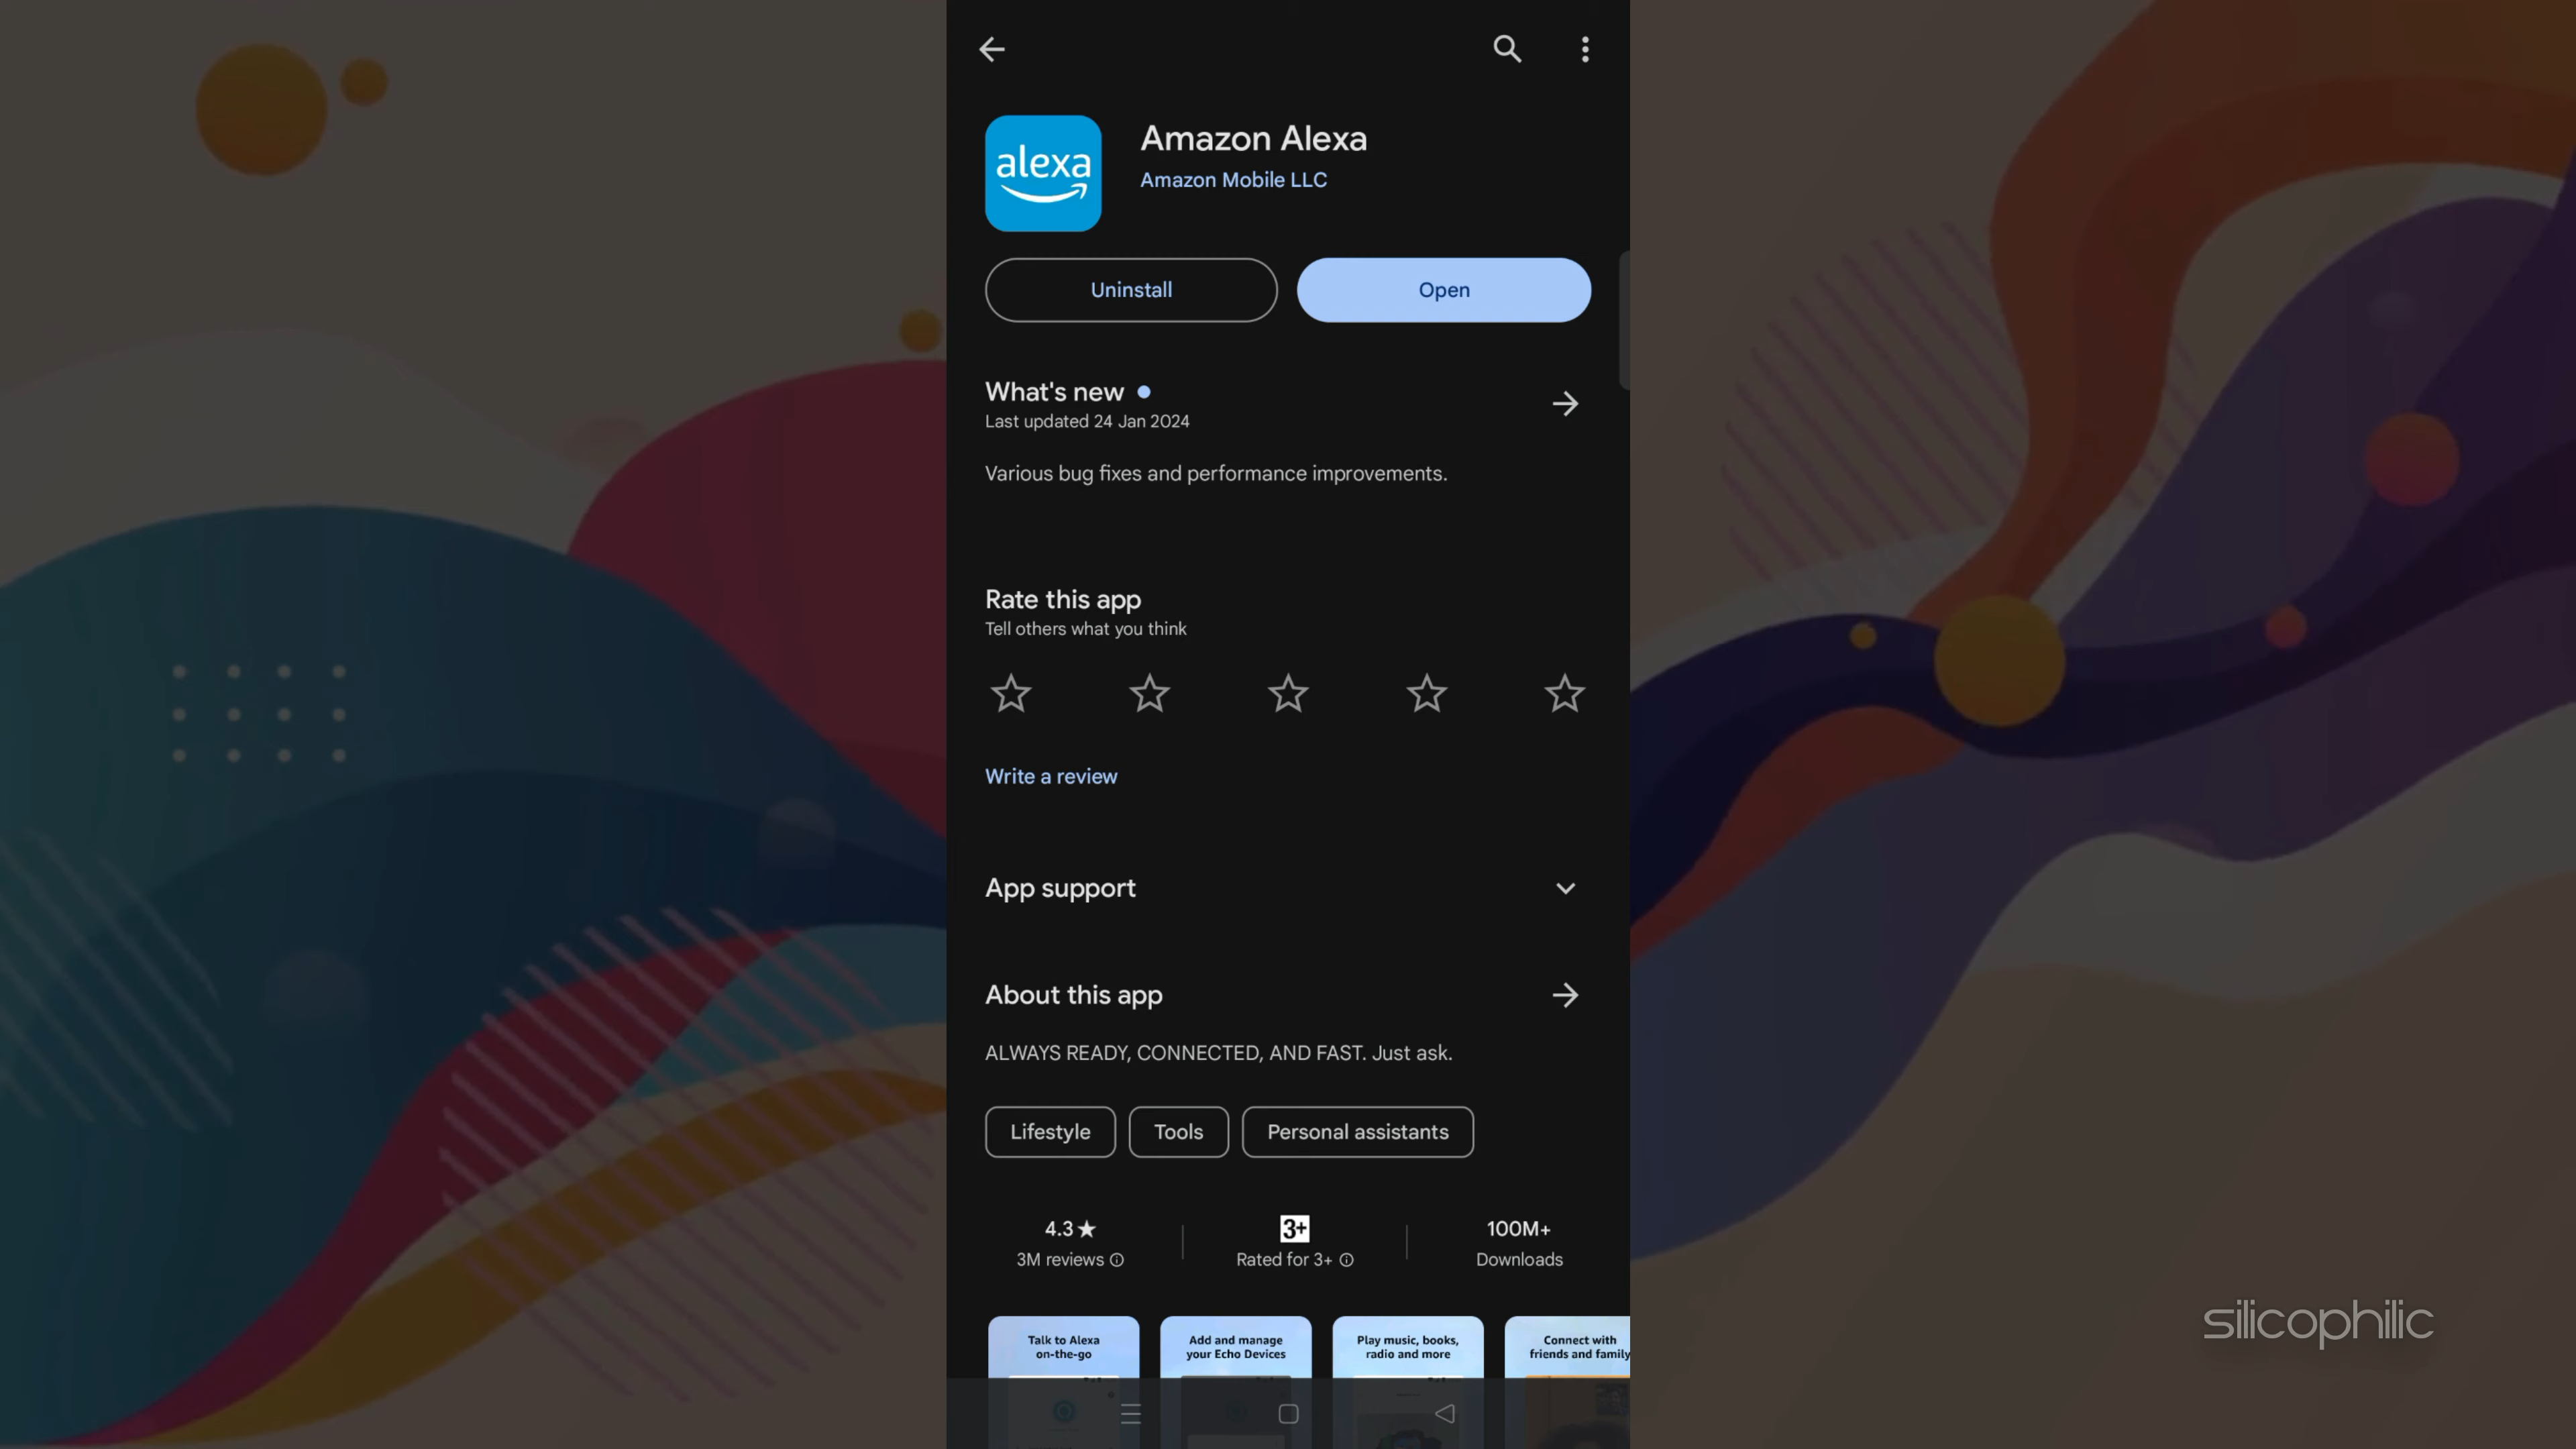 alexa
Amazon Alexa
Amazon Mobile LLC
Uninstall
Open
What's new
Last updated 24 Jan 2024
Various bug fixes and performance improvements.
Rate this app
Tell others what you think
Write a review
App support
About this app
ALWAYS READY, CONNECTED, AND FAST. Just ask.
Lifestyle
Tools
Personal assistants
4.3★
3M reviews
3+
Rated for 3+
100M+
Downloads
Talk to Alexa
on-the-go
Add and manage
your Echo Devices
Play music, books,
radio and more
Connect with
friends and family
silicophilic